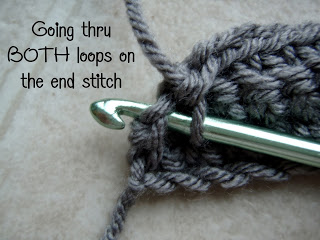 Going thru
BOTH loops on
the end stitch